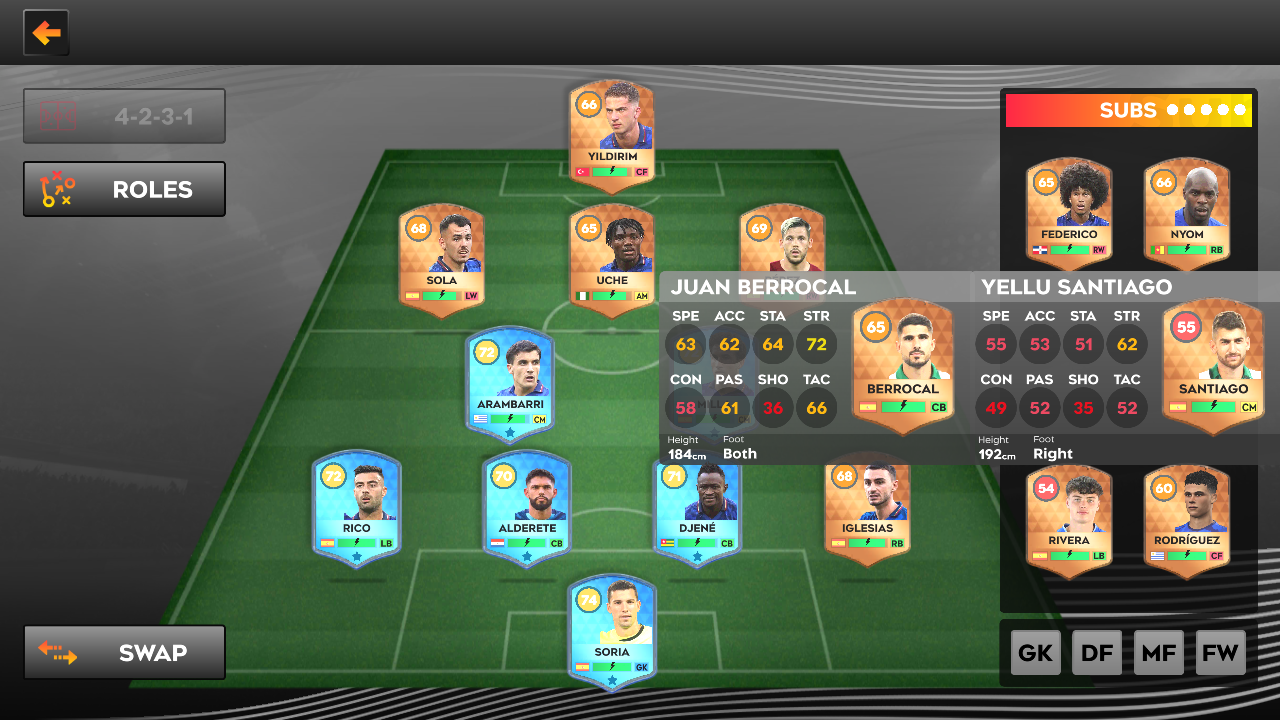 4-2-3-1
ROLES
SWAP
66
YILDIRIM
CF
68
SOLA
LW
65
UCHE
AM
69
72
ARAMBARRI
CM
72
RICO
LB
70
ALDERETE
CB
71
DJENÉ
CB
68
IGLESIAS
RB
74
SORIA
GK
SUBS
65
FEDERICO
RW
66
NYOM
RB
JUAN BERROCAL
SPE ACC STA STR
63 62 64 72
CON PAS SHO TAC
58 61 36 66
Height Foot
184cm Both
65
BERROCAL
CB
YELLU SANTIAGO
SPE ACC STA STR
55 53 51 62
CON PAS SHO TAC
49 52 35 52
Height Foot
192cm Right
55
SANTIAGO
CM
54
RIVERA
LB
60
RODRÍGUEZ
CF
GK DF MF FW